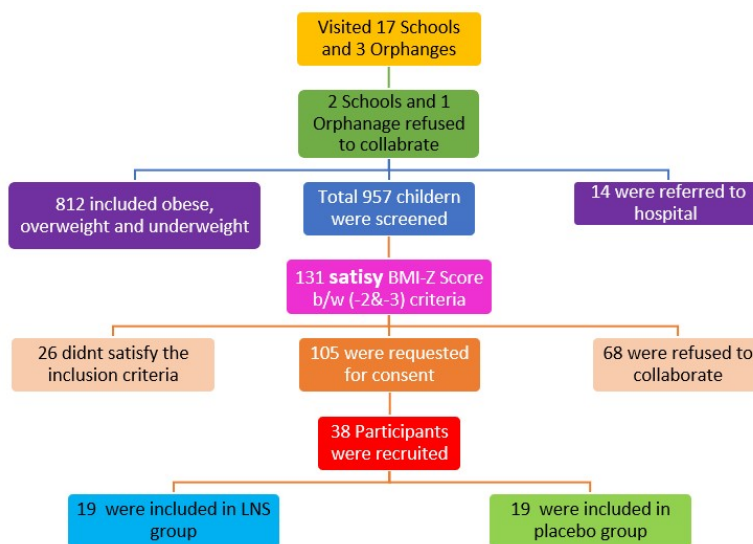 Visited 17 Schools
and 3 Orphanges
2 Schools and 1
Orphanage refused
to collabrate
812 included obese,
overweight and underweight
Total 957 childern
were screened
14 were referred to
hospital
131 satisy BMI-Z Score
b/w (-2&-3) criteria
26 didnt satisfy the
inclusion criteria
105 were requested
for consent
68 were refused to
collaborate
38 Participants
were recruited
19 were included in LNS
group
19 were included in
placebo group